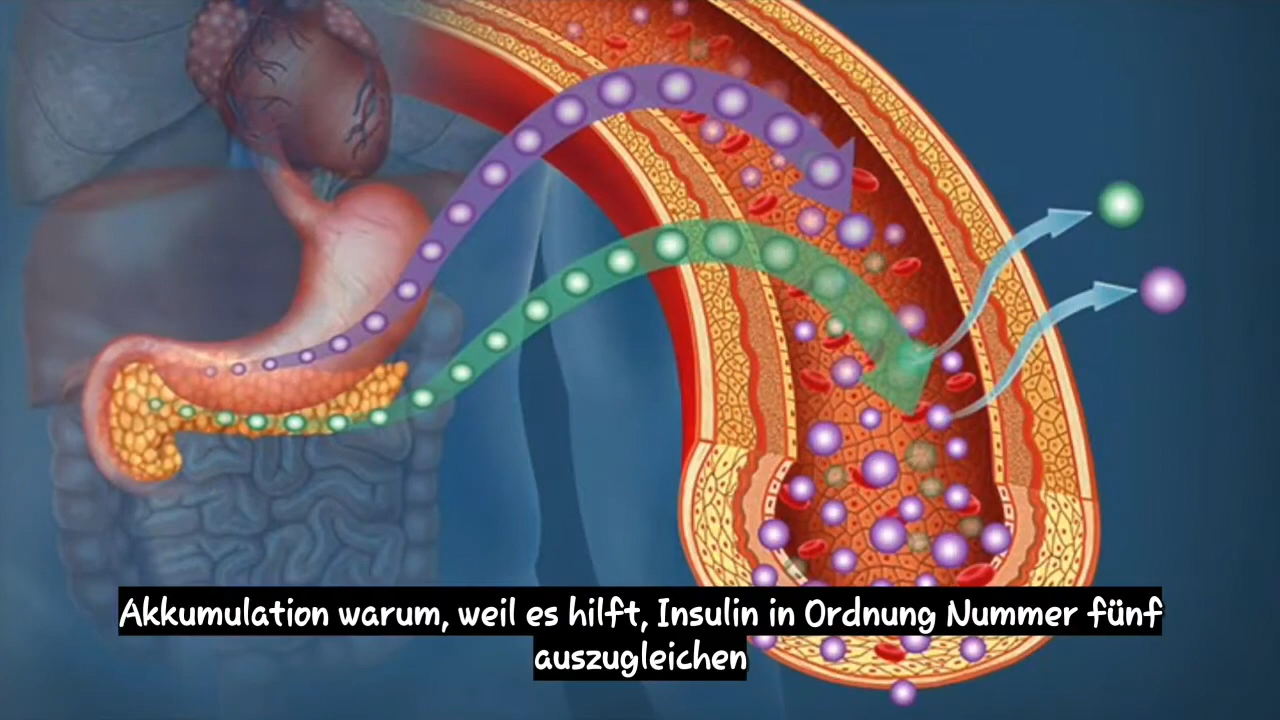 Akkumulation warum, weil es hilft, Insulin in Ordnung Nummer fünf
auszugleichen